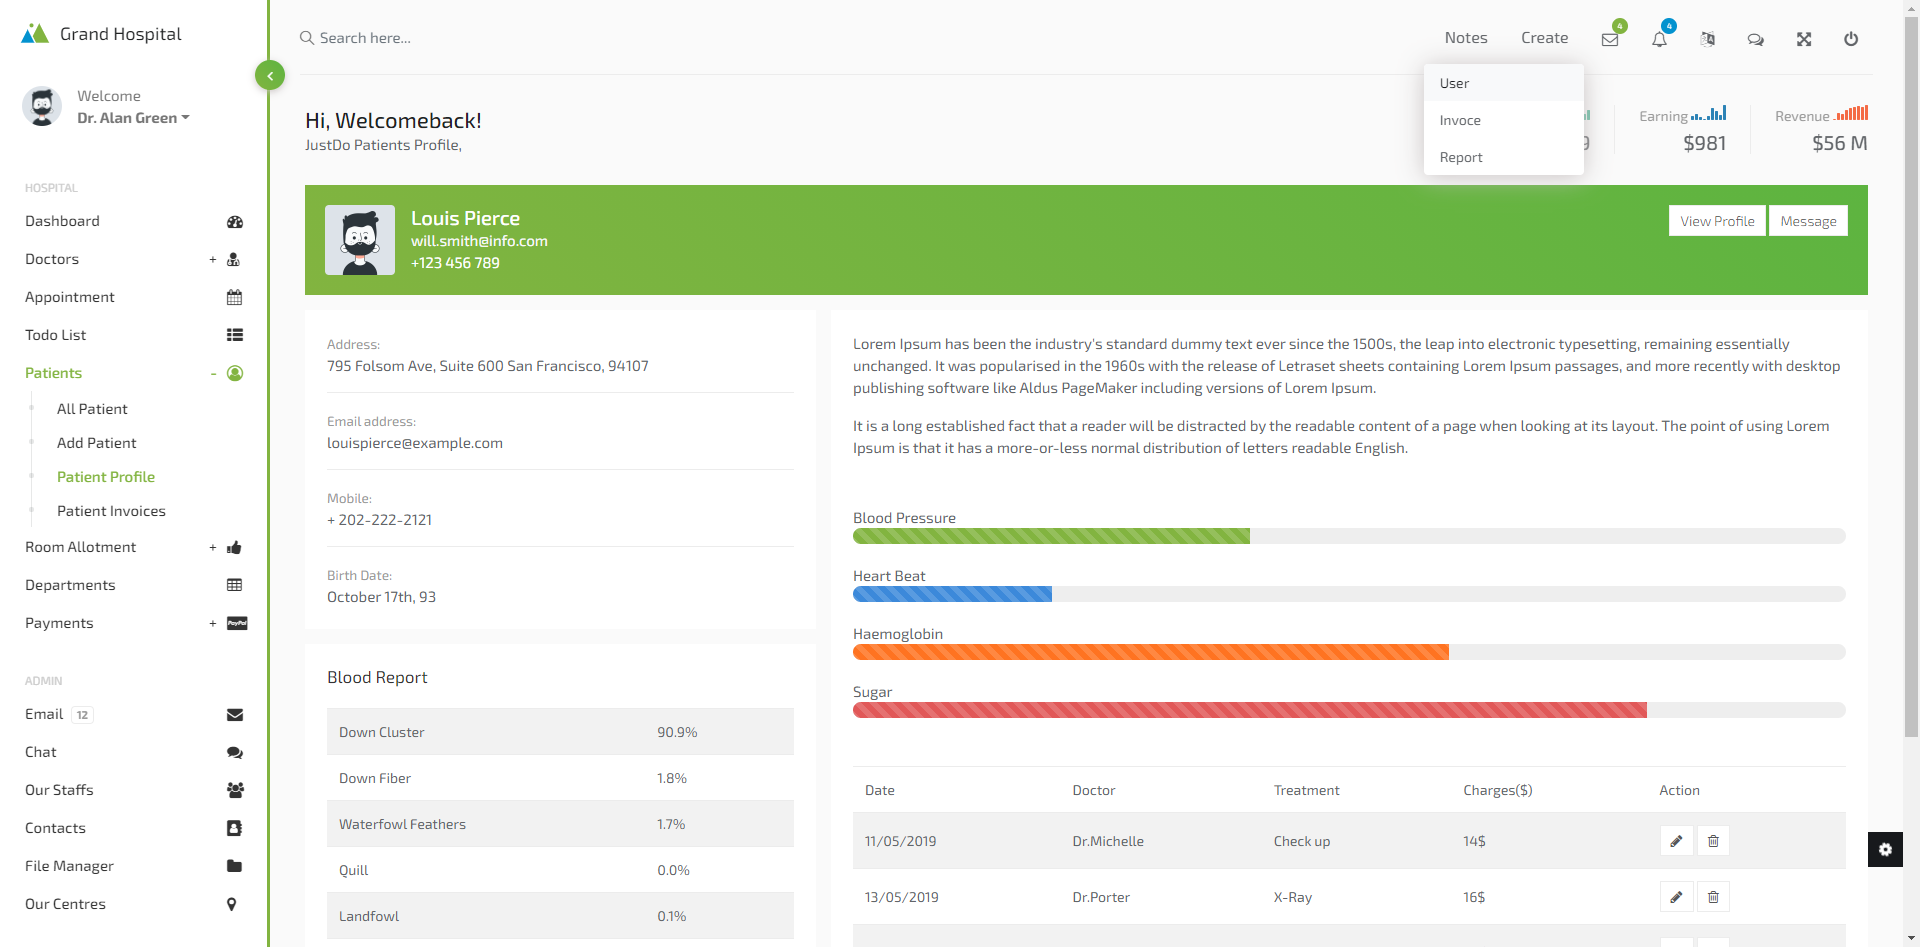 Grand Hospital
Search here...
Notes
Create
4
4
Welcome
Dr. Alan Green
User
Invoce
Report
Hi, Welcomeback!
JustDo Patients Profile,
9
Earning
$981
Revenue
$56 M
HOSPITAL
Dashboard
Doctors +
Appointment
Todo List
Patients -
All Patient
Add Patient
Patient Profile
Patient Invoices
Room Allotment +
Departments
Payments +
PayPal
ADMIN
Email 12
Chat
Our Staffs
Contacts
File Manager
Our Centres
Louis Pierce
will.smith@info.com
+123 456 789
View Profile
Message
Address:
795 Folsom Ave, Suite 600 San Francisco, 94107
Email address:
louispierce@example.com
Mobile:
+ 202-222-2121
Birth Date:
October 17th, 93
Blood Report
Down Cluster 90.9%
Down Fiber 1.8%
Waterfowl Feathers 1.7%
Quill 0.0%
Landfowl 0.1%
Lorem Ipsum has been the industry's standard dummy text ever since the 1500s, the leap into electronic typesetting, remaining essentially
unchanged. It was popularised in the 1960s with the release of Letraset sheets containing Lorem Ipsum passages, and more recently with desktop
publishing software like Aldus PageMaker including versions of Lorem Ipsum.
It is a long established fact that a reader will be distracted by the readable content of a page when looking at its layout. The point of using Lorem
Ipsum is that it has a more-or-less normal distribution of letters readable English.
Blood Pressure
Heart Beat
Haemoglobin
Sugar
Date Doctor Treatment Charges($) Action
11/05/2019 Dr.Michelle Check up 14$
13/05/2019 Dr.Porter X-Ray 16$